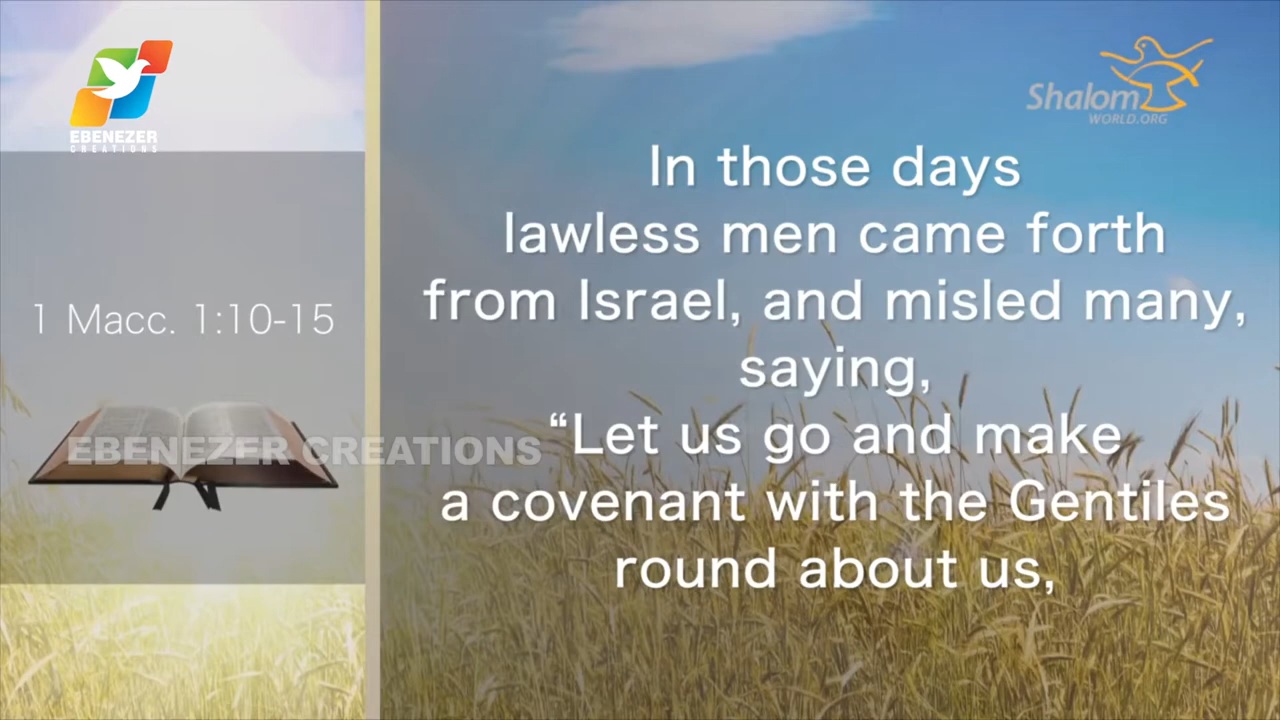 EBENEZER
CREATIONS
Shalom
WORLD.ORG
In those days
lawless men came forth
from Israel, and misled many,
saying,
“Let us go and make
a covenant with the Gentiles
round about us,
1 Macc. 1:10-15
EBENEZER CREATIONS